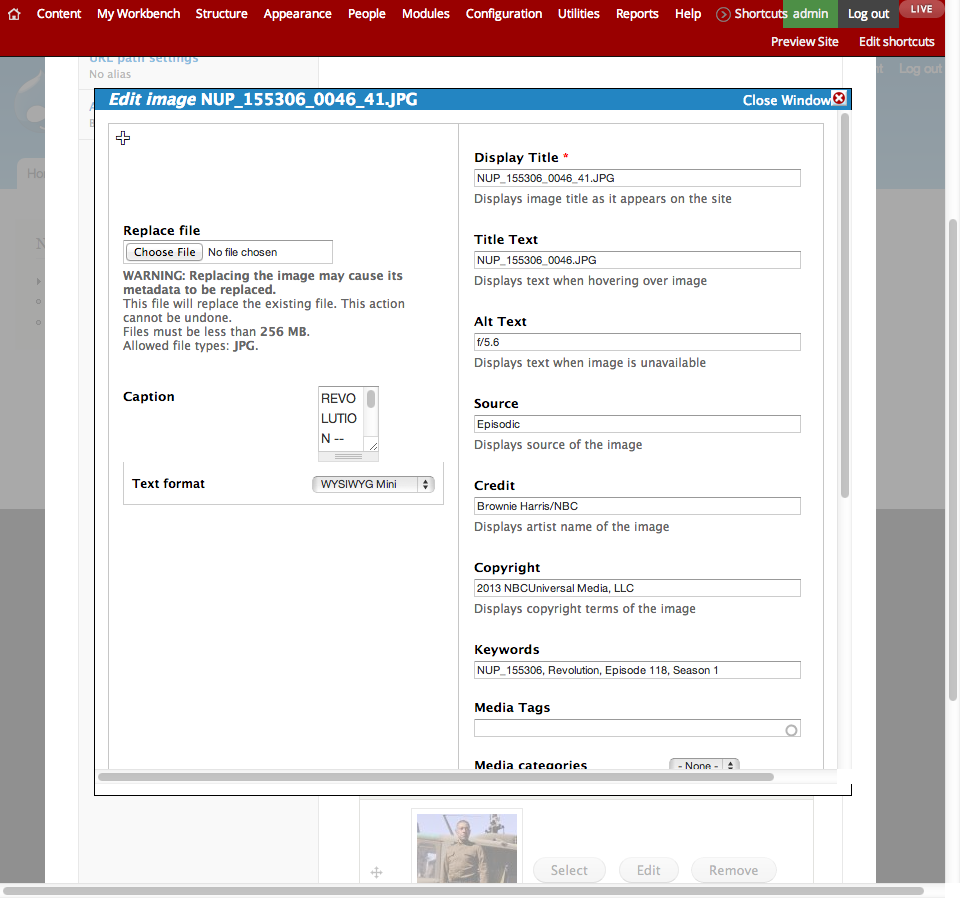 Content My Workbench Structure Appearance People Modules Configuration Utilities Reports Help Shortcuts admin Log out LIVE
Preview Site Edit shortcuts
URL path settings
No alias
Log out
Edit image NUP_155306_0046_41.JPG
Close Window
Display Title *
NUP_155306_0046_41.JPG
Displays image title as it appears on the site
Replace file
Choose File No file chosen
WARNING: Replacing the image may cause its
metadata to be replaced.
This file will replace the existing file. This action
cannot be undone.
Files must be less than 256 MB.
Allowed file types: JPG.
Caption
REVO
LUTIO
N --
Text format
WYSIWYG Mini
Title Text
NUP_155306_0046.JPG
Displays text when hovering over image
Alt Text
f/5.6
Displays text when image is unavailable
Source
Episodic
Displays source of the image
Credit
Brownie Harris/NBC
Displays artist name of the image
Copyright
2013 NBCUniversal Media, LLC
Displays copyright terms of the image
Keywords
NUP_155306, Revolution, Episode 118, Season 1
Media Tags
Media categories
- None -
Select Edit Remove